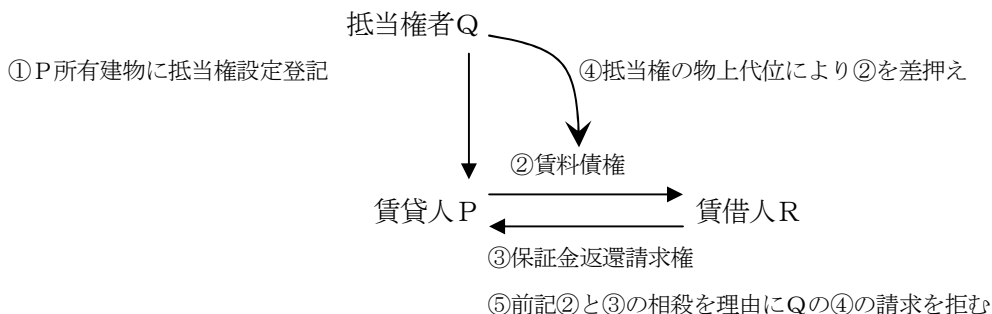 抵当権者Q
①P所有建物に抵当権設定登記
④抵当権の物上代位により②を差押え
②賃料債権
賃貸人P
賃借人R
③保証金返還請求権
⑤前記②と③の相殺を理由にQの④の請求を拒む